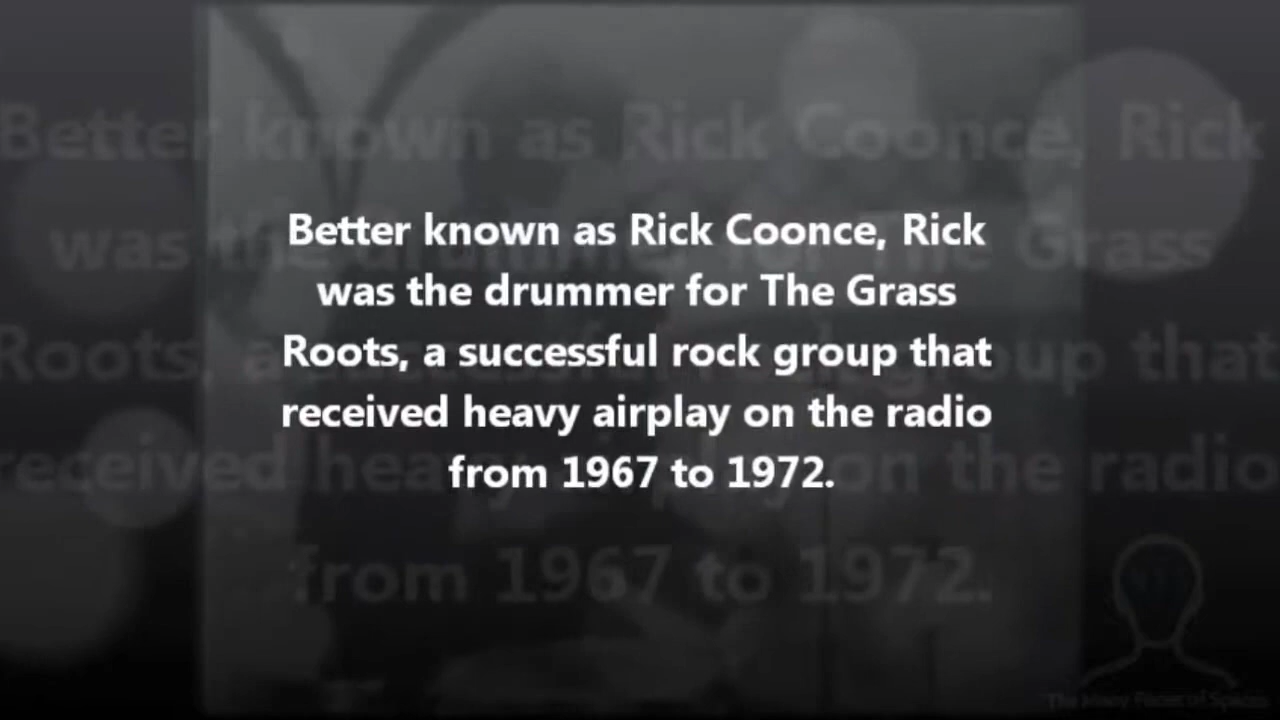 Better known as Rick Coonce, Rick
was the drummer for The Grass
Roots, a successful rock group that
received heavy airplay on the radio
from 1967 to 1972.